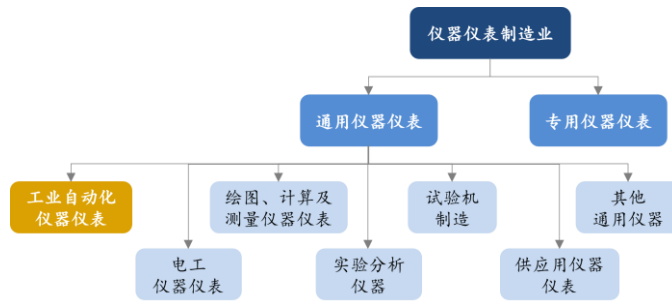 仪器仪表制造业
通用仪器仪表
专用仪器仪表
工业自动化
仪器仪表
绘图、计算及
测量仪器仪表
试验机
制造
其他
通用仪器
电工
仪器仪表
实验分析
仪器
供应用仪器
仪表